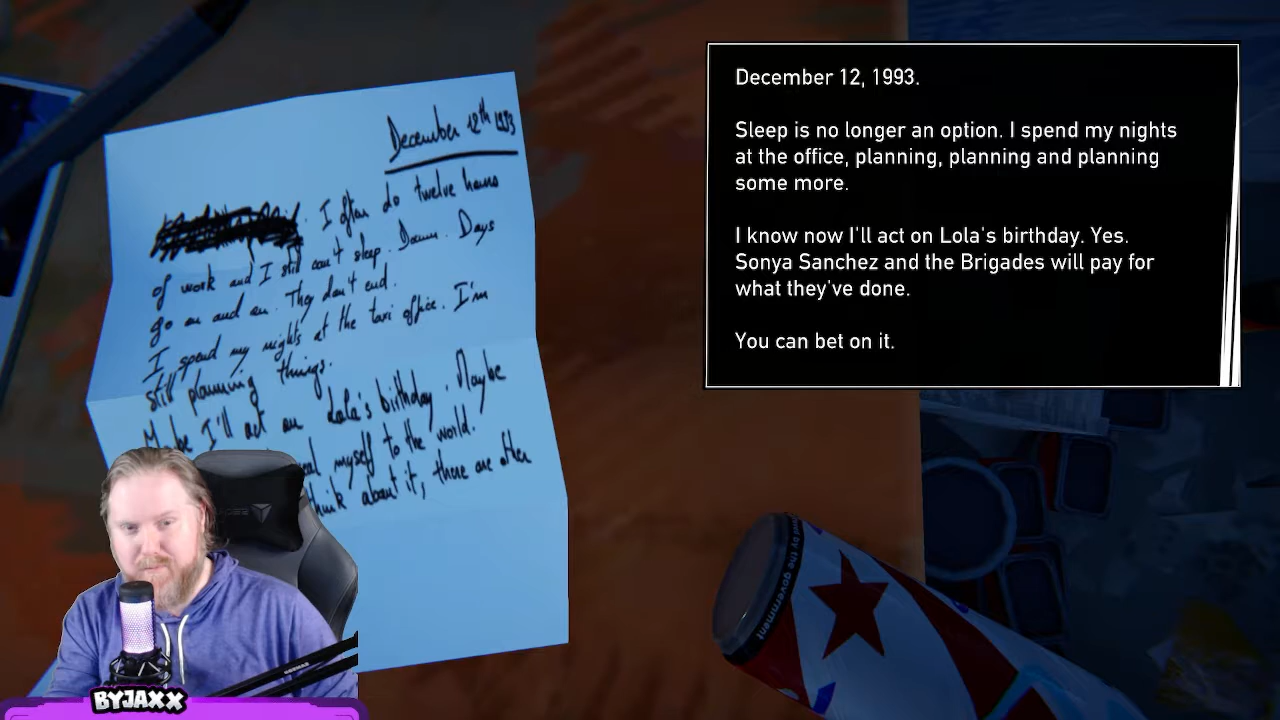 December 12th 1993
. I often do twelve hours
of work and I still can't sleep. Damn. Days
go on and on. They don't end.
I spend my nights at the taxi office. I'm
still planning things.
Maybe I'll act on Lola's birthday. Maybe
myself to the world.
think about it, there are other
December 12, 1993.
Sleep is no longer an option. I spend my nights
at the office, planning, planning and planning
some more.
I know now I'll act on Lola's birthday. Yes.
Sonya Sanchez and the Brigades will pay for
what they've done.
You can bet on it.
by the government
BYJAXX